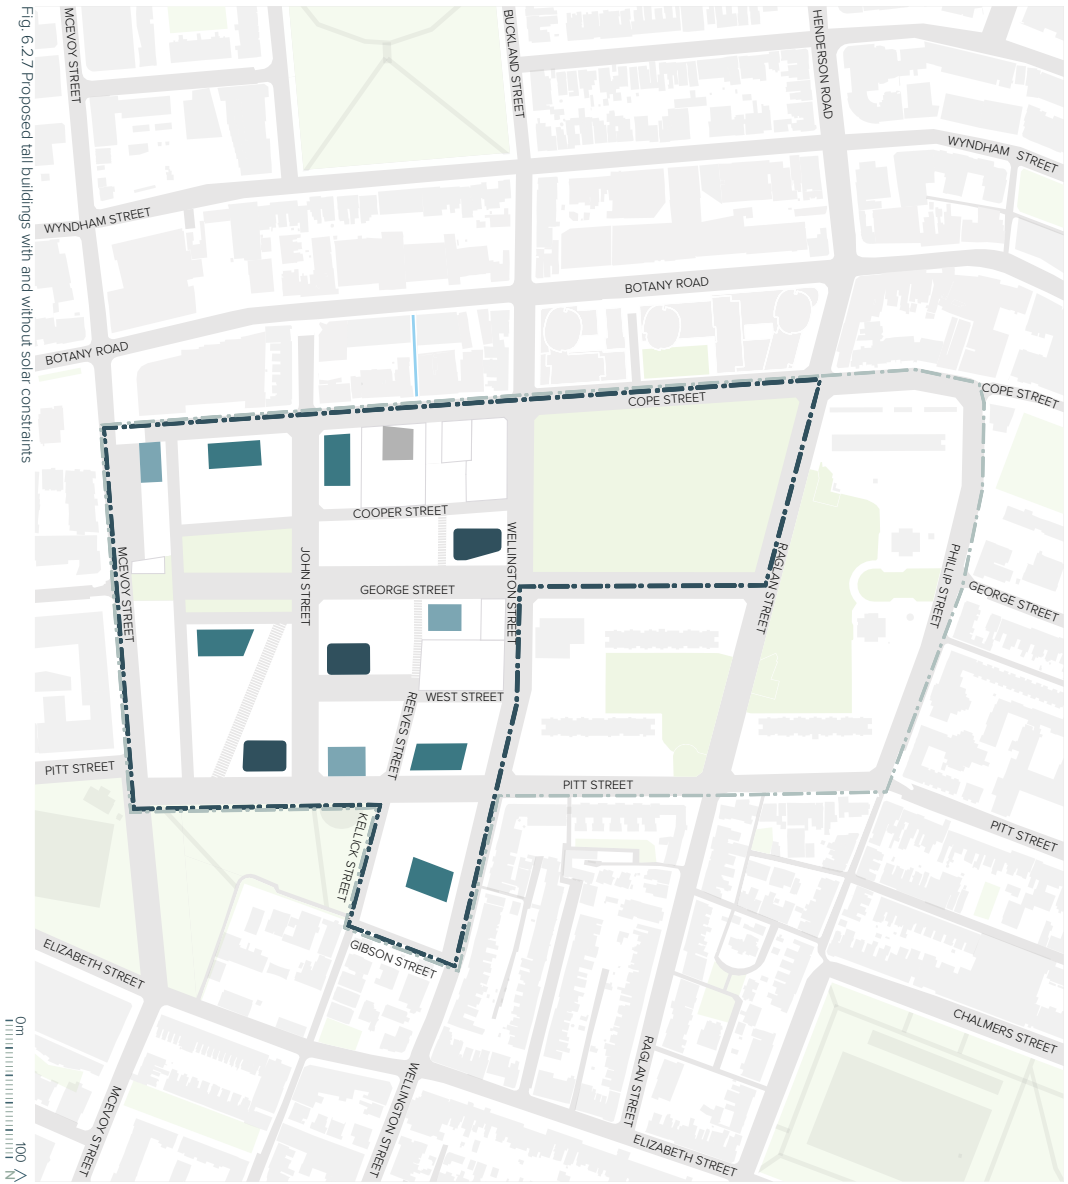 MCEVOY STREET
BUCKLAND STREET
HENDERSON ROAD
WYNDHAM STREET
WYNDHAM STREET
BOTANY ROAD
BOTANY ROAD
COPE STREET
COPE STREET
COOPER STREET
MCEVOY STREET
JOHN STREET
WELLINGTON STREET
RAGLAN STREET
PHILLIP STREET
GEORGE STREET
GEORGE STREET
WEST STREET
REEVES STREET
PITT STREET
PITT STREET
PITT STREET
KELLICK STREET
GIBSON STREET
ELIZABETH STREET
CHALMERS STREET
RAGLAN STREET
WELLINGTON STREET
MCEVOY STREET
ELIZABETH STREET
Fig. 6.2.7 Proposed tall buildings with and without solar constraints
0m
100
N